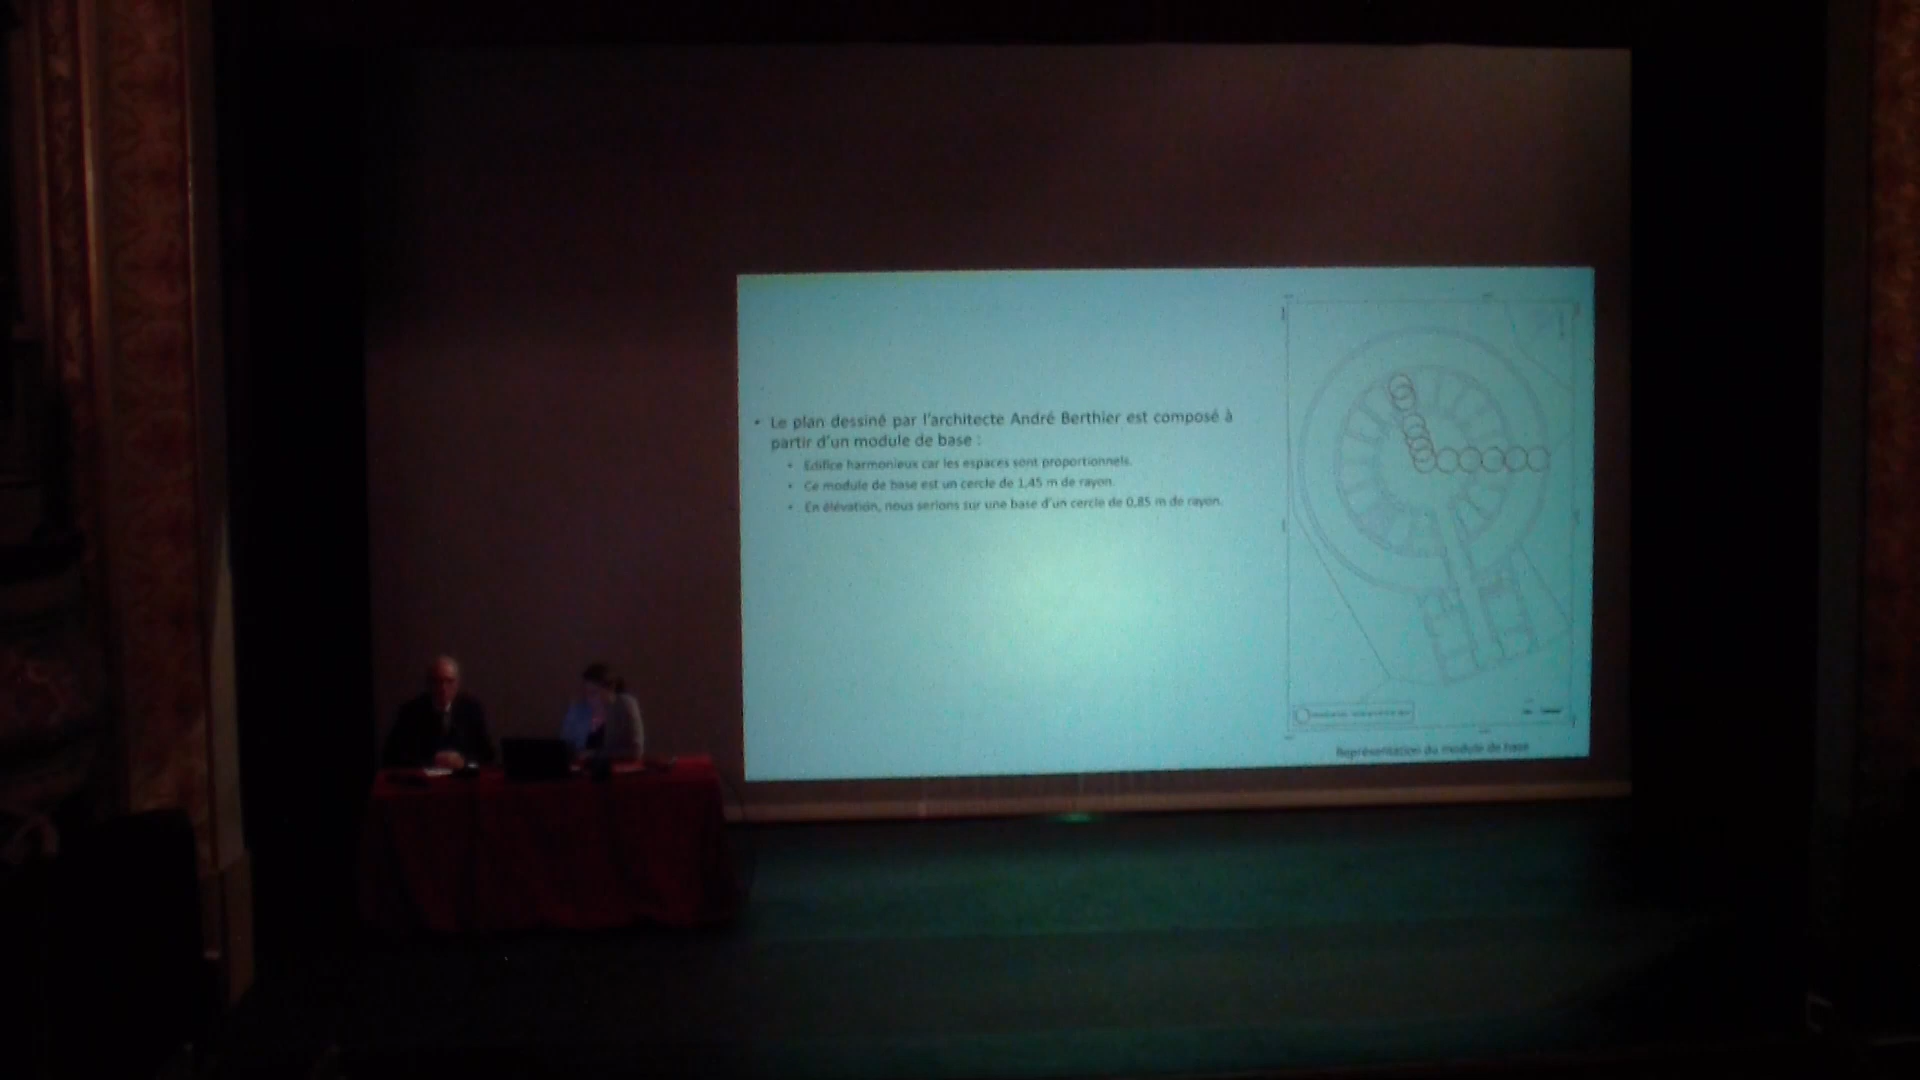 • Le plan dessiné par l'architecte André Berthier est composé à
partir d'un module de base :
• Edifice harmonieux car les espaces sont proportionnels.
• Ce module de base est un cercle de 1,45 m de rayon.
• En élévation, nous serions sur une base d'un cercle de 0,85 m de rayon.
Représentation du module de base